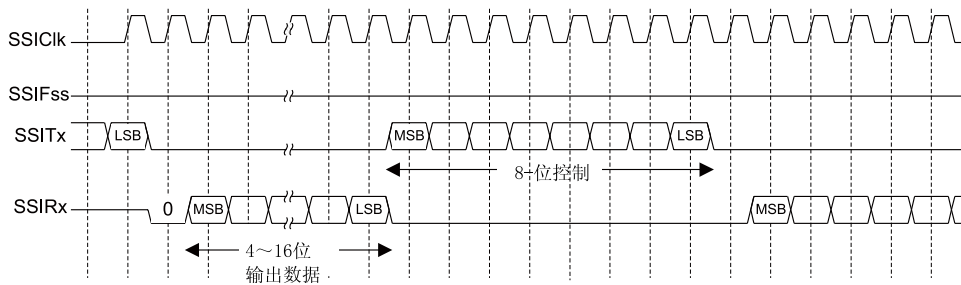 SSIClk
SSIFss
SSITx
LSB
MSB
LSB
8-位控制
SSIRx
0
MSB
LSB
MSB
4～16位
输出数据